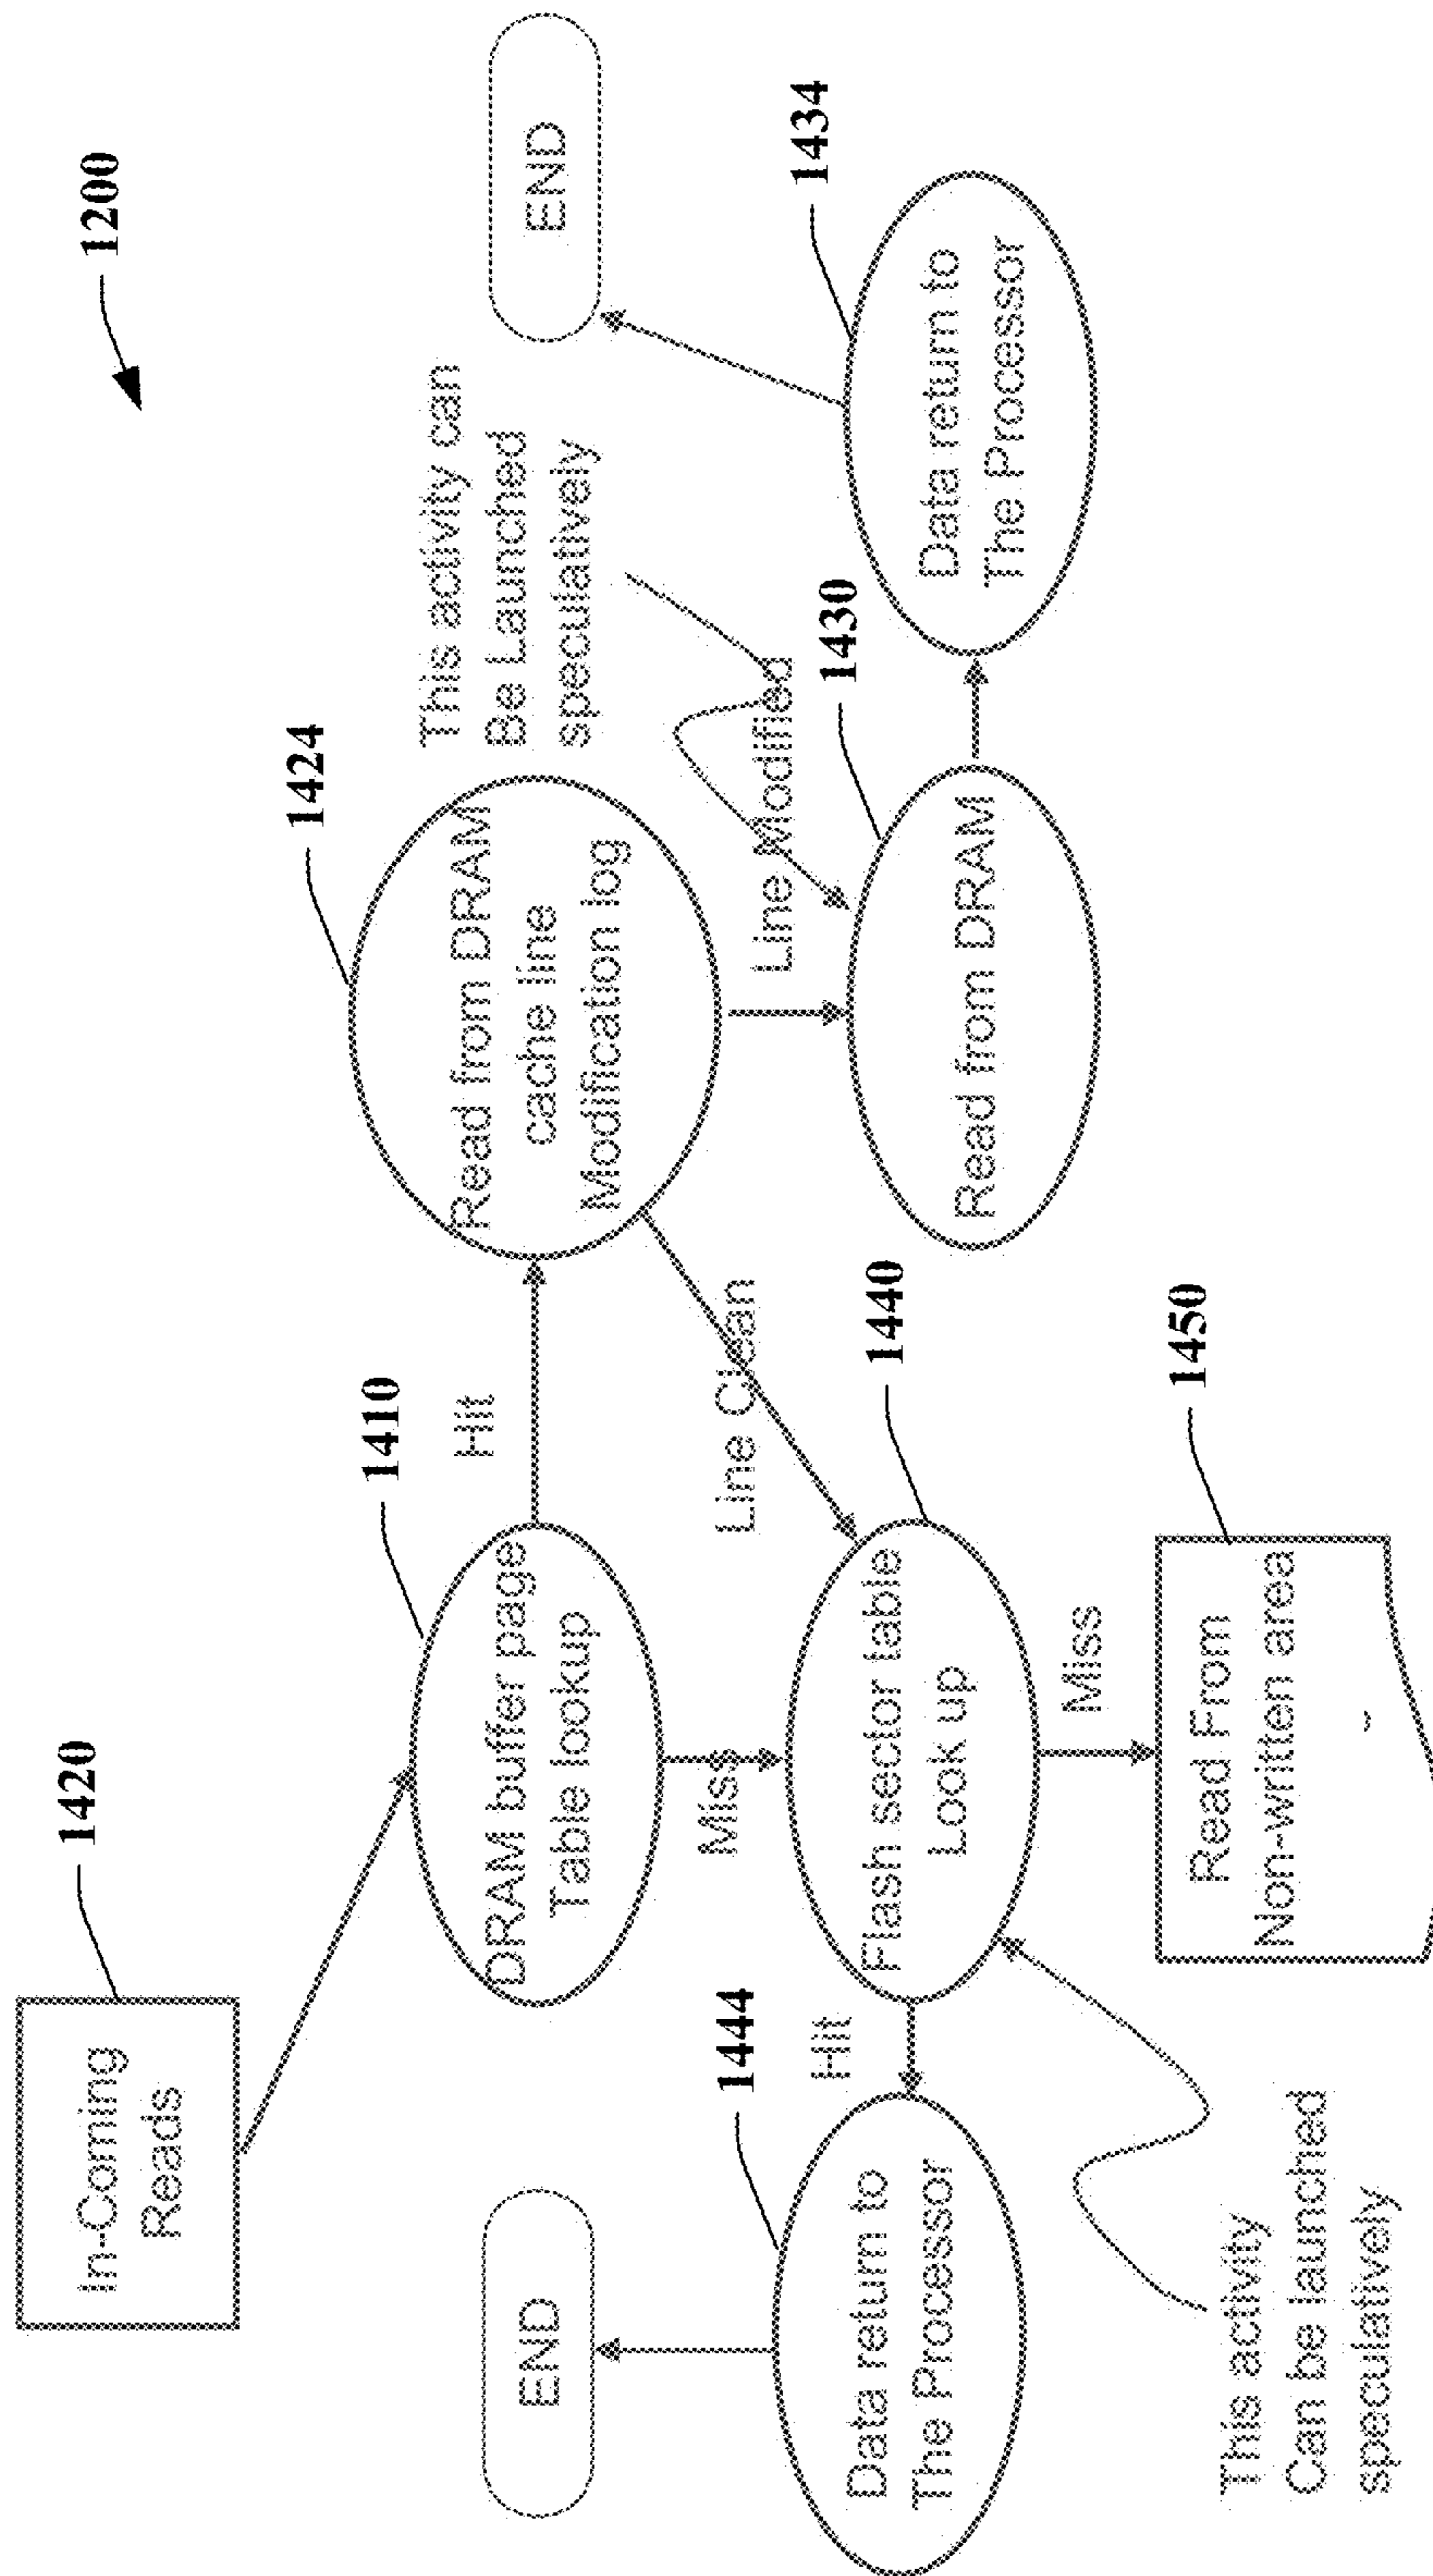 1200
1420
In-Coming
Reads
1410
DRAM buffer page
Table lookup
Hit
1424
Read from DRAM
cache line
Modification log
This activity can
Be Launched
speculatively
END
END
Miss
Line Clean
Line Modified
1444
Data return to
The Processor
Hit
1440
Flash sector table
Look up
1430
Read from DRAM
1434
Data return to
The Processor
Miss
1450
Read From
Non-written area
This activity
Can be launched
speculatively